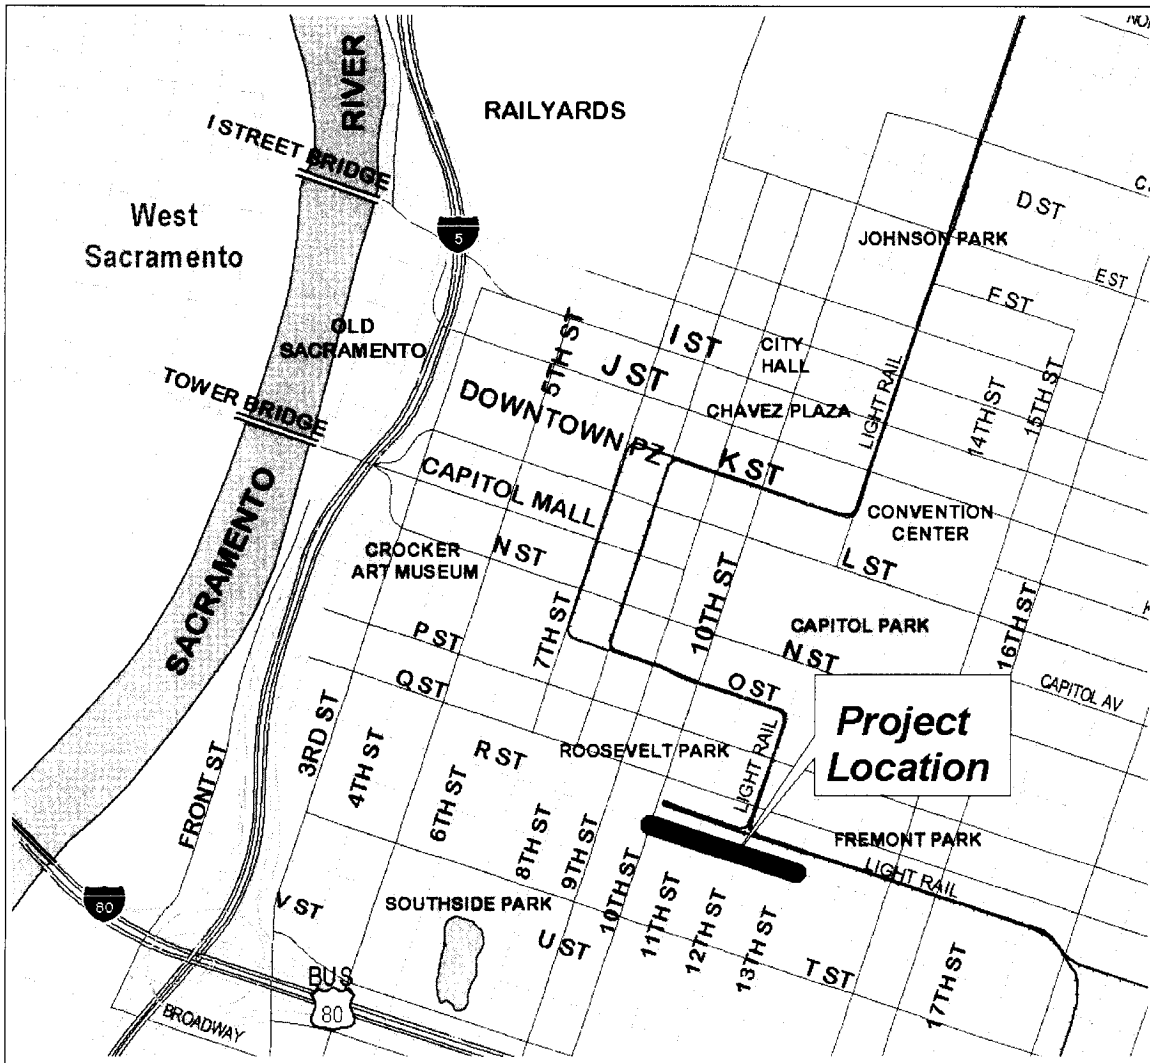 NO
RIVER
RAILYARDS
I STREET BRIDGE
West
Sacramento
5
C
D ST
JOHNSON PARK
E ST
F ST
OLD
SACRAMENTO
5TH ST
I ST
CITY
HALL
J ST
LIGHT RAIL
14TH ST
15TH ST
TOWER BRIDGE
DOWNTOWN PZ
CHAVEZ PLAZA
K ST
CAPITOL MALL
CONVENTION
CENTER
SACRAMENTO
CROCKER
ART MUSEUM
N ST
L ST
10TH ST
16TH ST
K
7TH ST
CAPITOL PARK
N ST
P ST
Q ST
O ST
CAPITOL AV
Project
Location
3RD ST
4TH ST
R ST
ROOSEVELT PARK
LIGHT RAIL
FRONT ST
6TH ST
8TH ST
9TH ST
10TH ST
FREMONT PARK
LIGHT RAIL
11TH ST
12TH ST
13TH ST
80
V ST
SOUTHSIDE PARK
U ST
T ST
17TH ST
BUS
80
BROADWAY